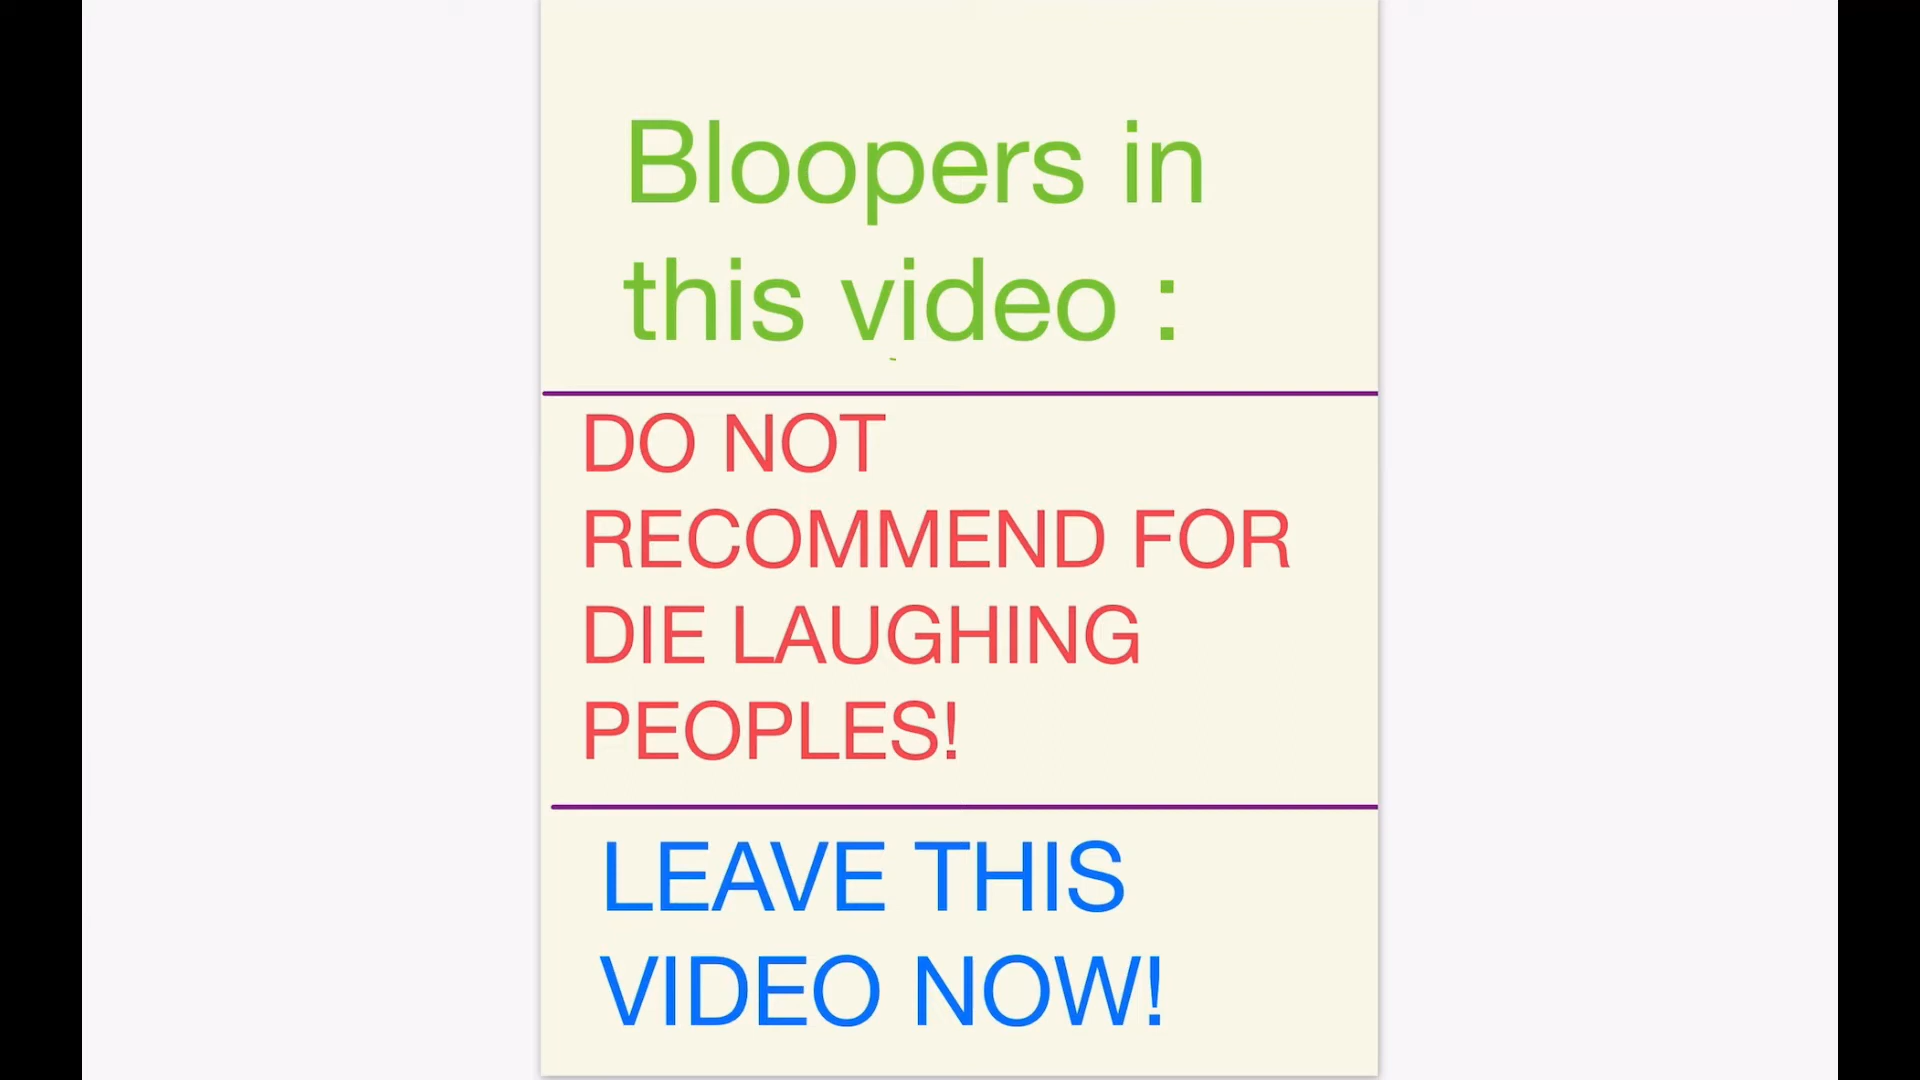 Bloopers in
this video :
DO NOT
RECOMMEND FOR
DIE LAUGHING
PEOPLES!
LEAVE THIS
VIDEO NOW!